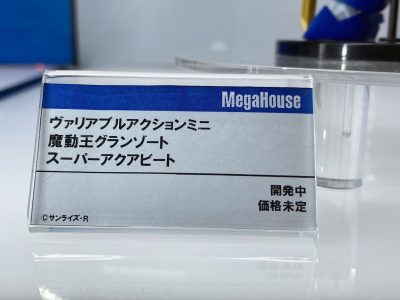 MegaHouse
ヴァリアブルアクションミニ
魔動王グランゾート
スーパーアクアビート
開発中
価格未定
©サンライズ・R